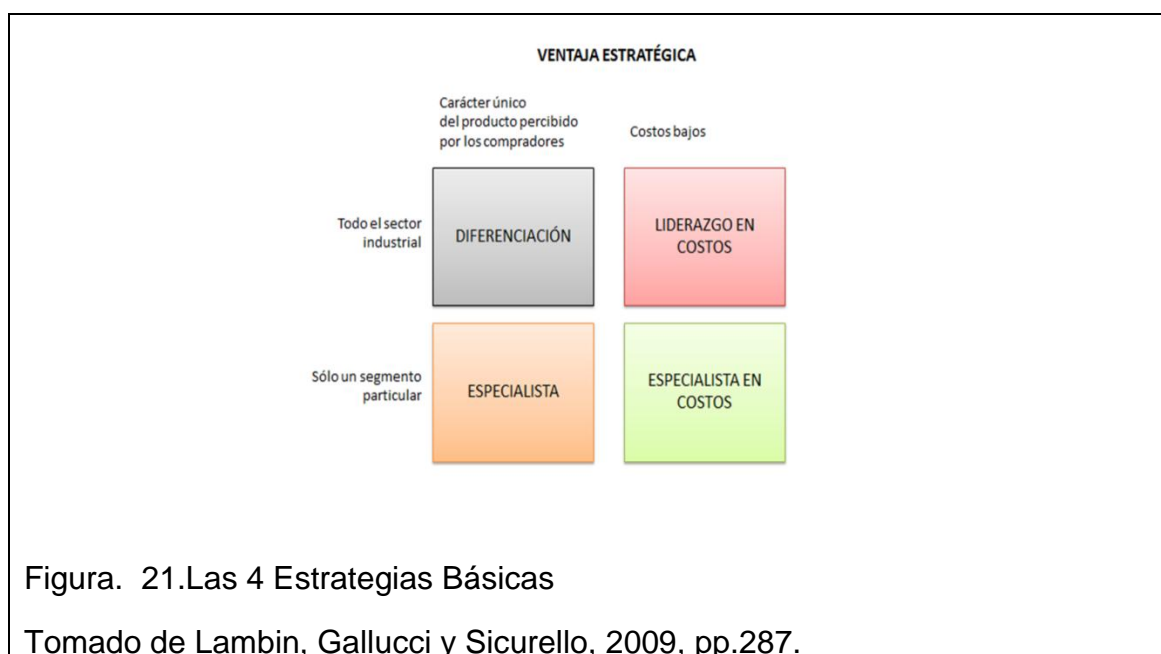 VENTAJA ESTRATÉGICA
Carácter único
del producto percibido
por los compradores
Costos bajos
Todo el sector
industrial
DIFERENCIACIÓN
LIDERAZGO EN
COSTOS
Sólo un segmento
particular
ESPECIALISTA
ESPECIALISTA EN
COSTOS
Figura. 21.Las 4 Estrategias Básicas
Tomado de Lambin, Gallucci y Sicurello, 2009, pp.287.